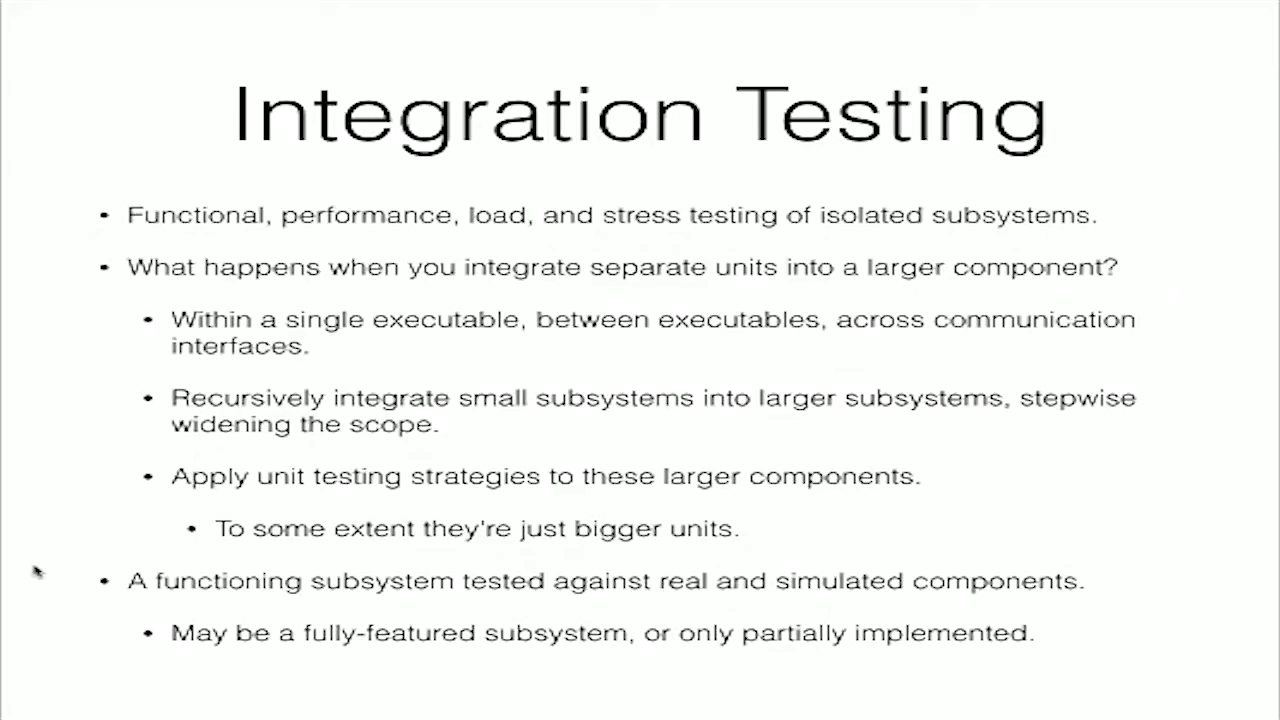 Integration Testing
• Functional, performance, load, and stress testing of isolated subsystems.
• What happens when you integrate separate units into a larger component?
• Within a single executable, between executables, across communication
interfaces.
• Recursively integrate small subsystems into larger subsystems, stepwise
widening the scope.
• Apply unit testing strategies to these larger components.
• To some extent they're just bigger units.
• A functioning subsystem tested against real and simulated components.
• May be a fully-featured subsystem, or only partially implemented.